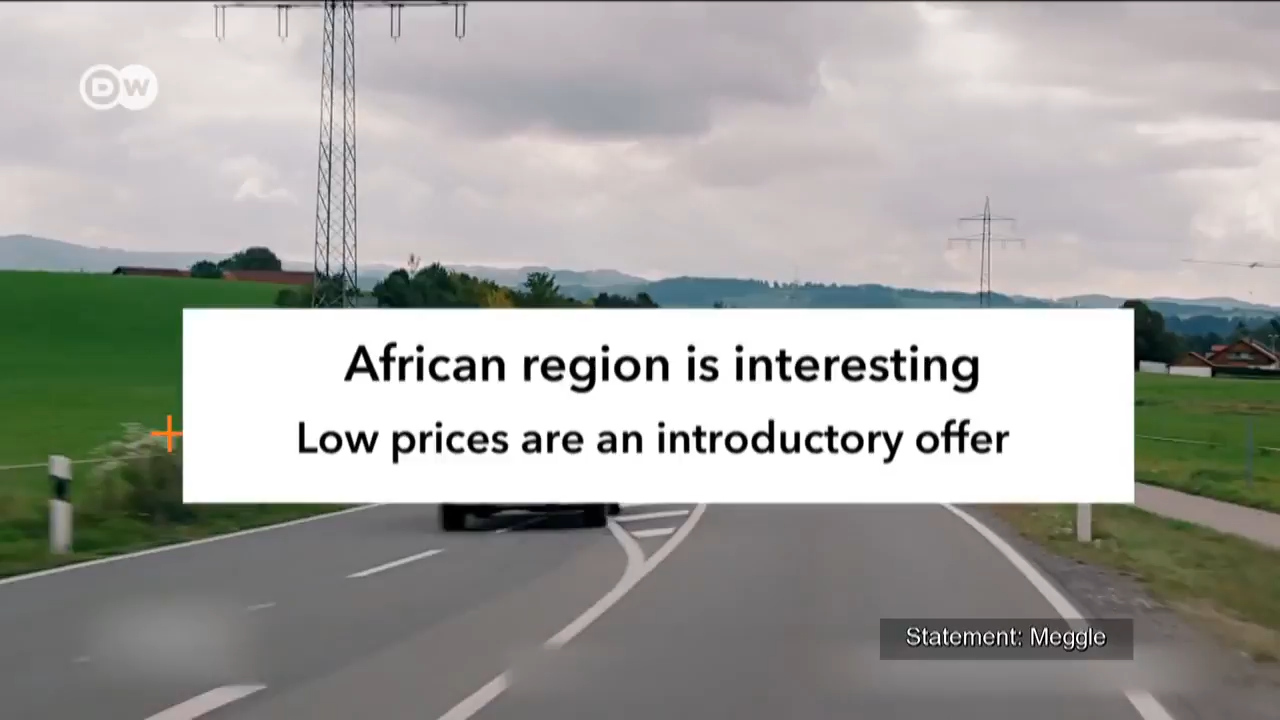 DW
African region is interesting
Low prices are an introductory offer
Statement: Meggle